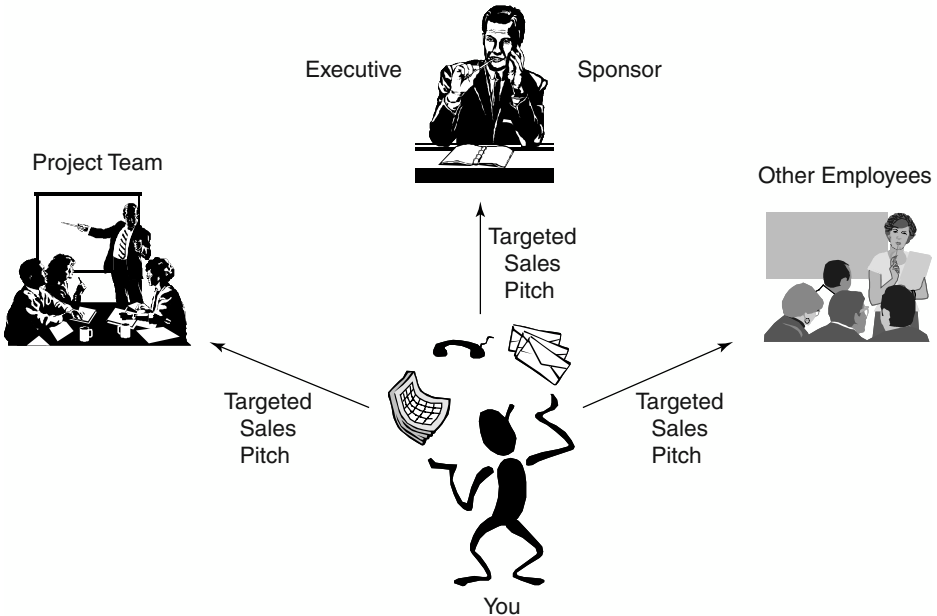 Executive
Sponsor
Project Team
Other Employees
Targeted
Sales
Pitch
Targeted
Sales
Pitch
Targeted
Sales
Pitch
You